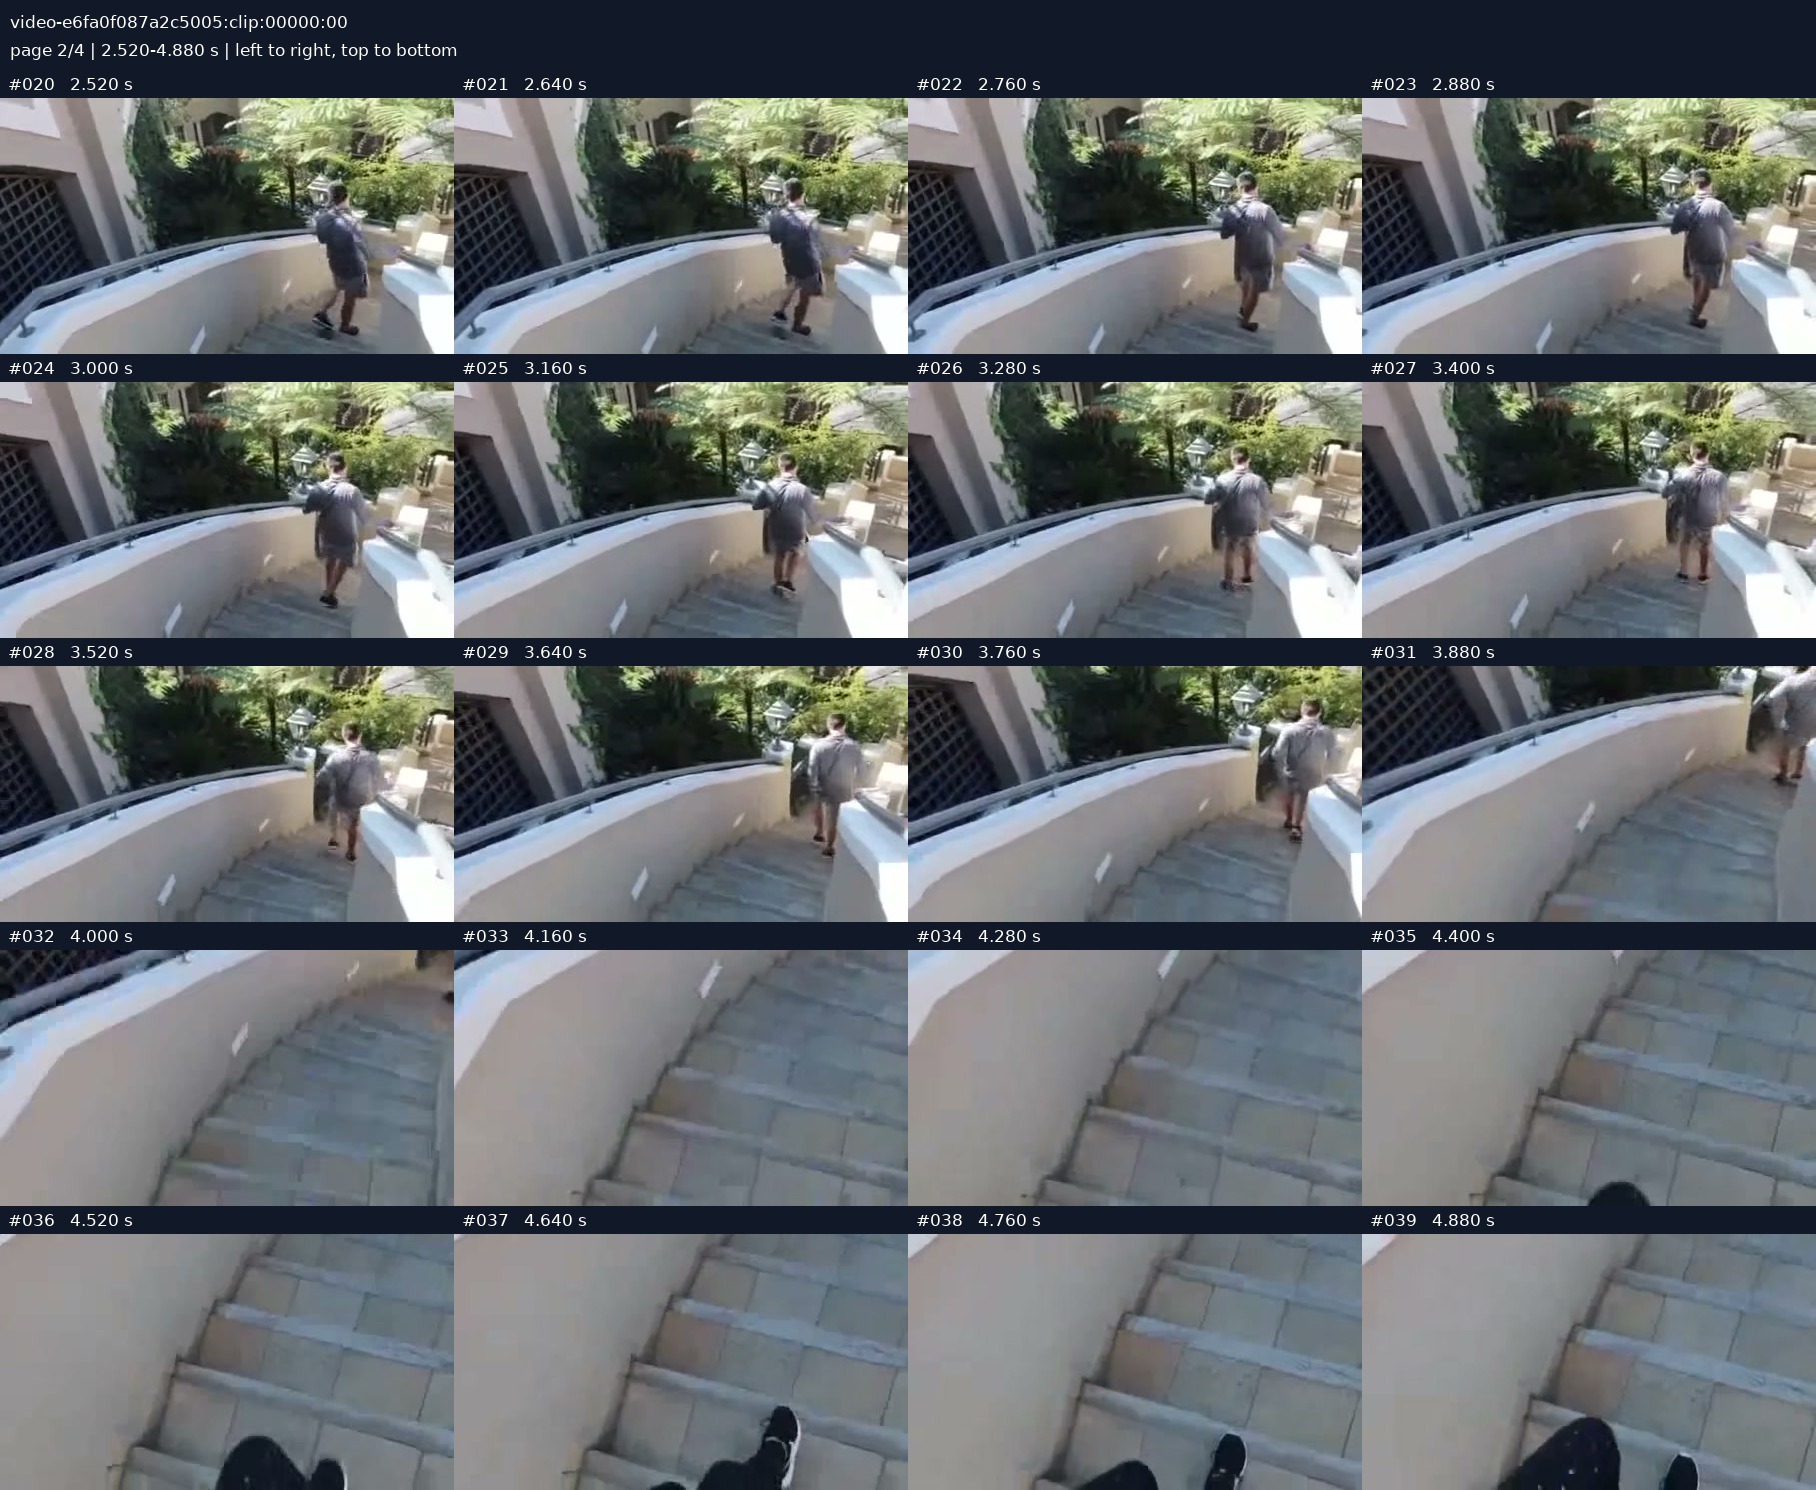 video-e6fa0f087a2c5005:clip:00000:00
page 2/4 | 2.520-4.880 s | left to right, top to bottom
#020 2.520 s
#021 2.640 s
#022 2.760 s
#023 2.880 s
#024 3.000 s
#025 3.160 s
#026 3.280 s
#027 3.400 s
#028 3.520 s
#029 3.640 s
#030 3.760 s
#031 3.880 s
#032 4.000 s
#033 4.160 s
#034 4.280 s
#035 4.400 s
#036 4.520 s
#037 4.640 s
#038 4.760 s
#039 4.880 s